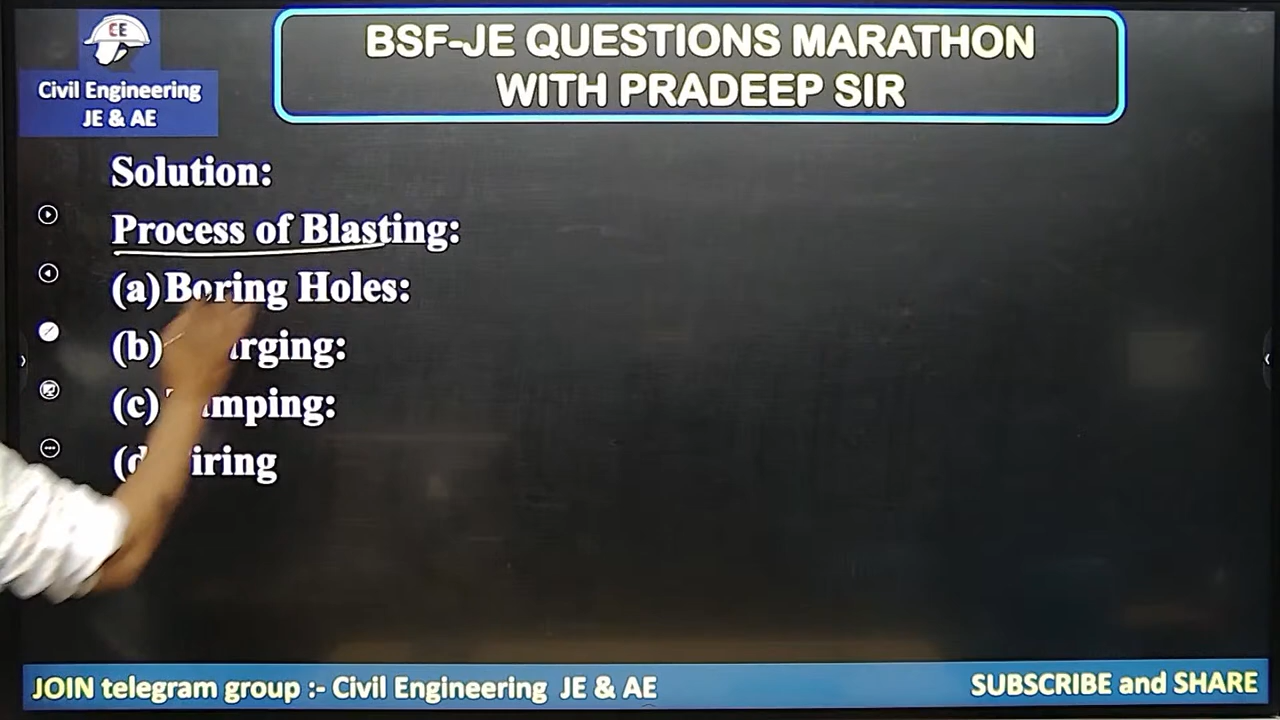 CE
Civil Engineering
JE & AE
BSF-JE QUESTIONS MARATHON
WITH PRADEEP SIR
Solution:
Process of Blasting:
(a) Boring Holes:
(b)
(c)
JOIN telegram group :- Civil Engineering JE & AE
SUBSCRIBE and SHARE